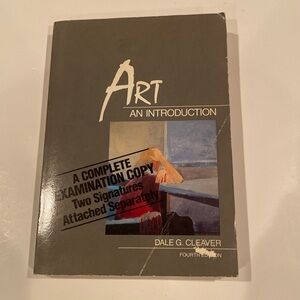 ART
AN INTRODUCTION
A COMPLETE
EXAMINATION COPY
Two Signatures
Attached Separately
DALE G. CLEAVER
FOURTH EDITION